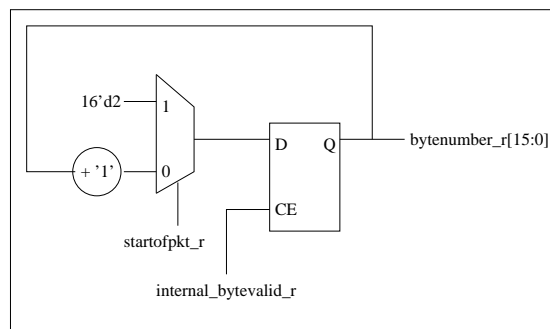 16'd2
1
D
Q
bytenumber_r[15:0]
+ '1'
0
CE
startofpkt_r
internal_bytevalid_r